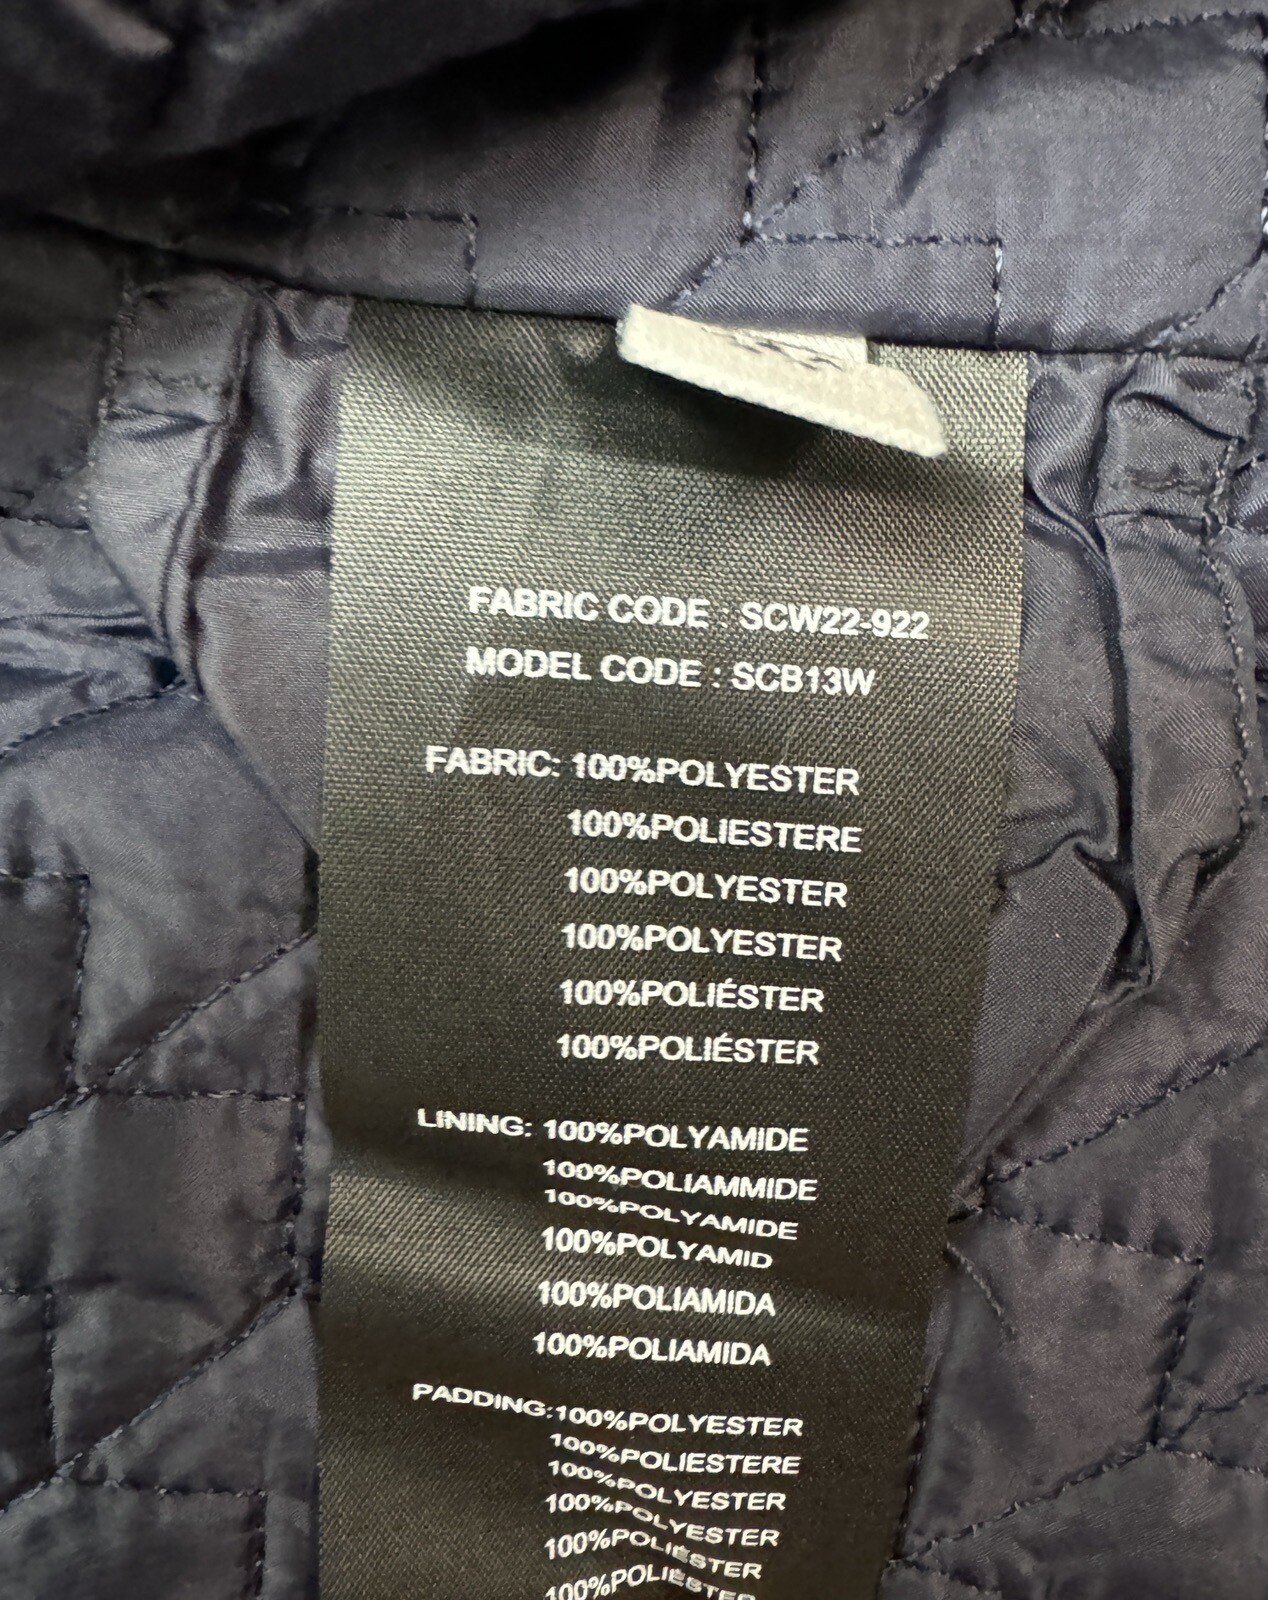 FABRIC CODE : SCW22-922
MODEL CODE : SCB13W
FABRIC: 100%POLYESTER
100%POLIESTERE
100%POLYESTER
100%POLYESTER
100%POLIÉSTER
100%POLIÉSTER
LINING: 100%POLYAMIDE
100%POLIAMMIDE
100%POLYAMIDE
100%POLYAMID
100%POLIAMIDA
100%POLIAMIDA
PADDING:100%POLYESTER
100%POLIESTERE
100%POLYESTER
100%POLYESTER
100%POLIÉSTER
100%POLIÉSTER